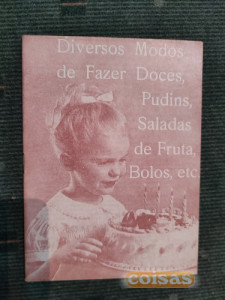 Diversos Modos
de Fazer Doces,
Pudins,
Saladas
de Fruta,
Bolos, etc
coisas